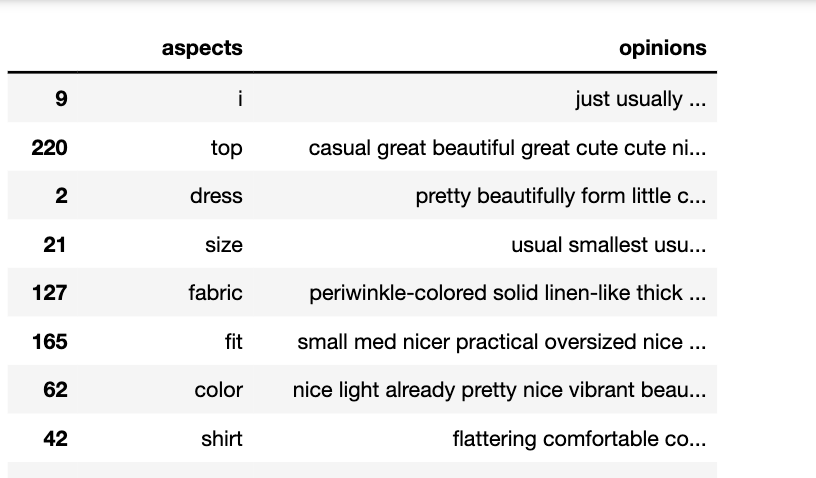 aspects opinions
9 i just usually ...
220 top casual great beautiful great cute cute ni...
2 dress pretty beautifully form little c...
21 size usual smallest usu...
127 fabric periwinkle-colored solid linen-like thick ...
165 fit small med nicer practical oversized nice ...
62 color nice light already pretty nice vibrant beau...
42 shirt flattering comfortable co...